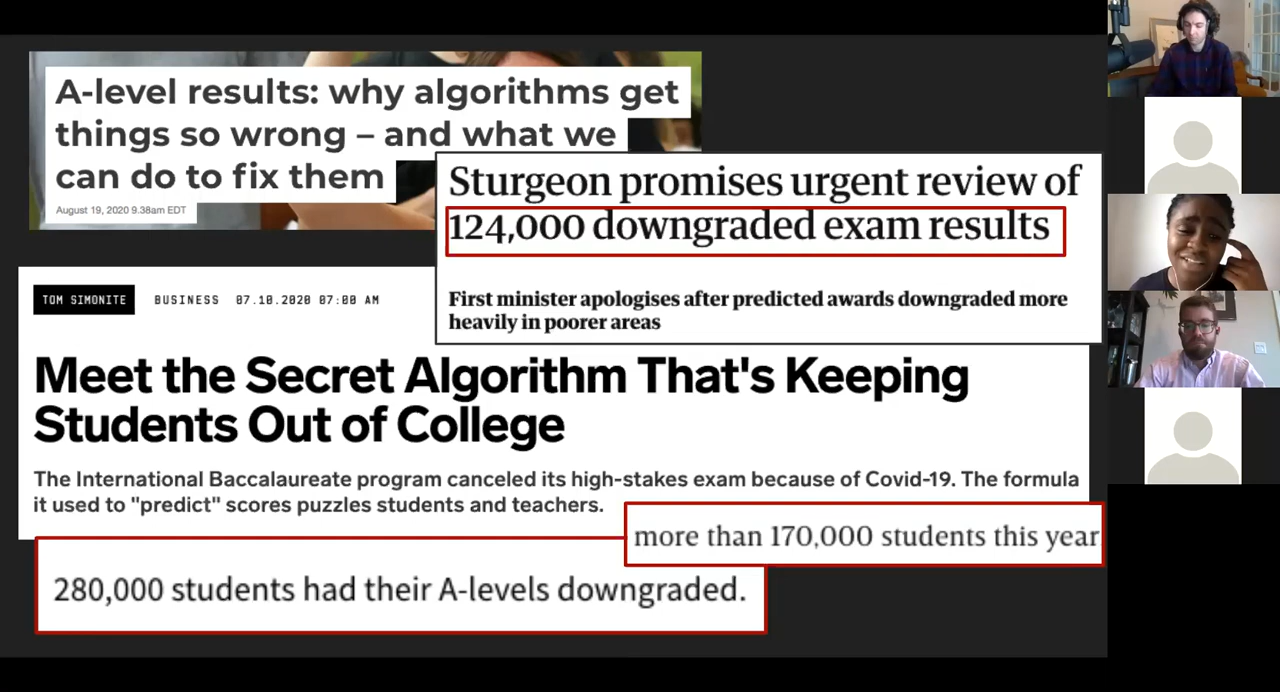 A-level results: why algorithms get
things so wrong – and what we
can do to fix them
August 19, 2020 9.38am EDT
Sturgeon promises urgent review of
124,000 downgraded exam results
First minister apologises after predicted awards downgraded more
heavily in poorer areas
TOM SIMONITE BUSINESS 07.10.2020 07:00 AM
Meet the Secret Algorithm That's Keeping
Students Out of College
The International Baccalaureate program canceled its high-stakes exam because of Covid-19. The formula
it used to "predict" scores puzzles students and teachers.
more than 170,000 students this year
280,000 students had their A-levels downgraded.